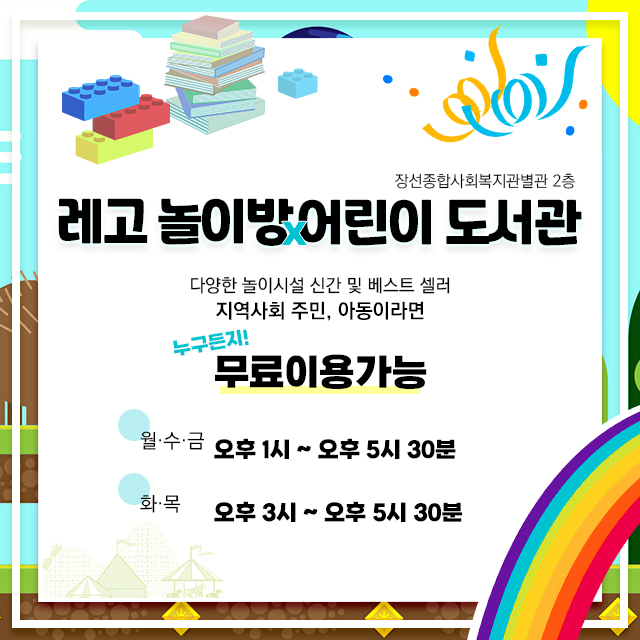 장선종합사회복지관별관 2층
레고 놀이방x어린이 도서관
다양한 놀이시설 신간 및 베스트 셀러
지역사회 주민, 아동이라면
누구든지!
무료이용가능
월·수·금 오후 1시 ~ 오후 5시 30분
화·목 오후 3시 ~ 오후 5시 30분